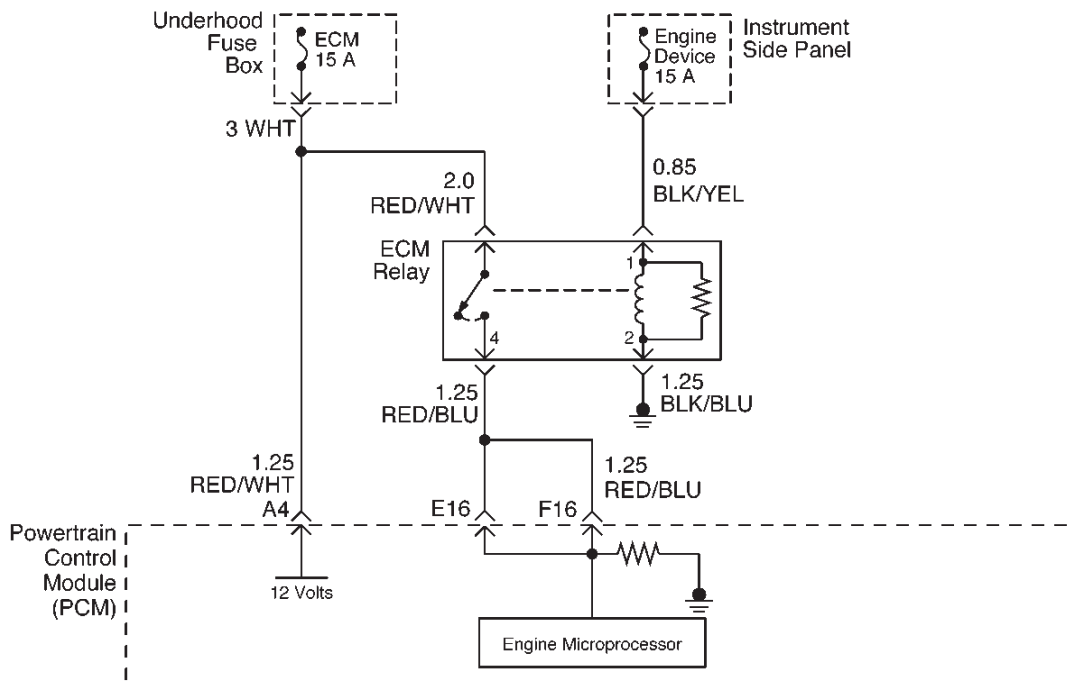 Underhood
Fuse
Box
ECM
15 A
Engine
Device
15 A
Instrument
Side Panel
3 WHT
2.0
RED/WHT
0.85
BLK/YEL
ECM
Relay
1
4
2
1.25
RED/BLU
1.25
BLK/BLU
1.25
RED/WHT
A4
E16
F16
1.25
RED/BLU
Powertrain
Control
Module
(PCM)
12 Volts
Engine Microprocessor